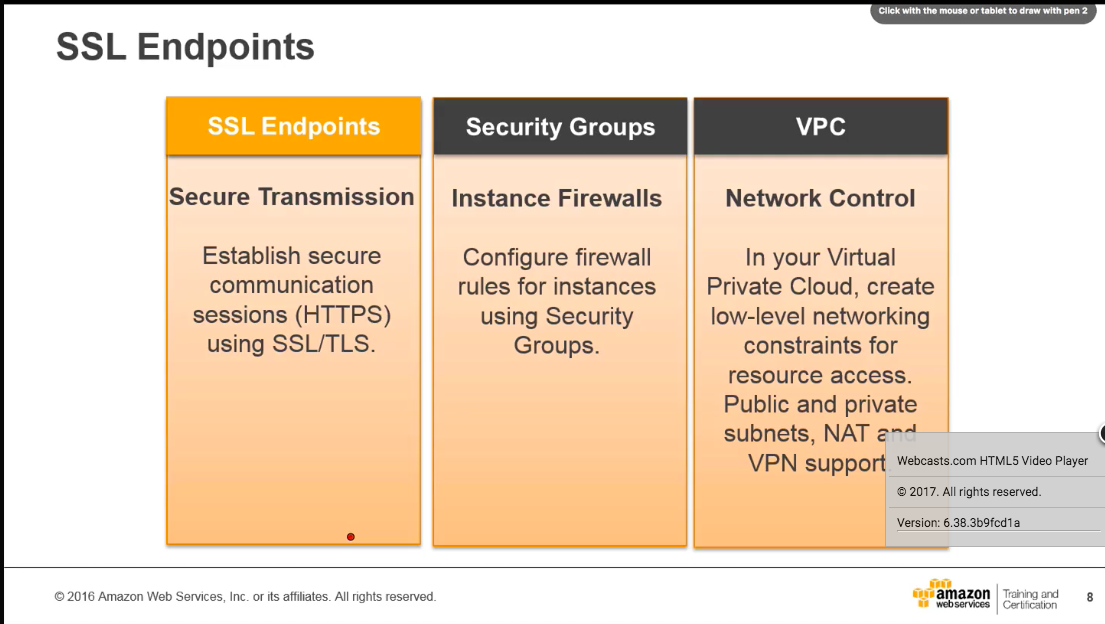 Click with the mouse or tablet to draw with pen 2
SSL Endpoints
SSL Endpoints
Secure Transmission
Establish secure
communication
sessions (HTTPS)
using SSL/TLS.
Security Groups
Instance Firewalls
Configure firewall
rules for instances
using Security
Groups.
VPC
Network Control
In your Virtual
Private Cloud, create
low-level networking
constraints for
resource access.
Public and private
subnets, NAT and
VPN support
Webcasts.com HTML5 Video Player
© 2017. All rights reserved.
Version: 6.38.3b9fcd1a
© 2016 Amazon Web Services, Inc. or its affiliates. All rights reserved.
amazon
web services
Training and
Certification
8